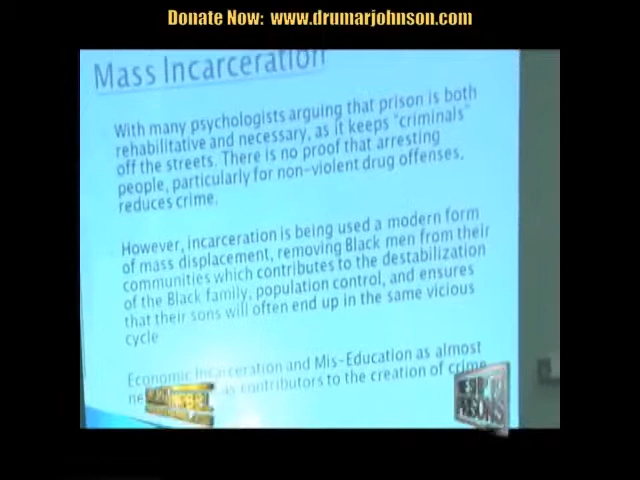 Donate Now: www.drumarjohnson.com
Mass Incarceration
With many psychologists arguing that prison is both
rehabilitative and necessary, as it keeps "criminals"
off the streets. There is no proof that arresting
people, particularly for non-violent drug offenses,
reduces crime.
However, incarceration is being used a modern form
of mass displacement, removing Black men from their
communities which contributes to the destabilization
of the Black family, population control, and ensures
that their sons will often end up in the same vicious
cycle
Economic Incarceration and Mis-Education as almost
as contributors to the creation of crime
PRISONS